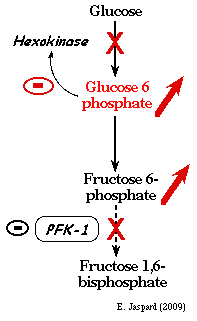 Glucose
Hexokinase
Glucose 6
phosphate
Fructose 6-
phosphate
PFK-1
Fructose 1,6-
bisphosphate
E. Jaspard (2009)